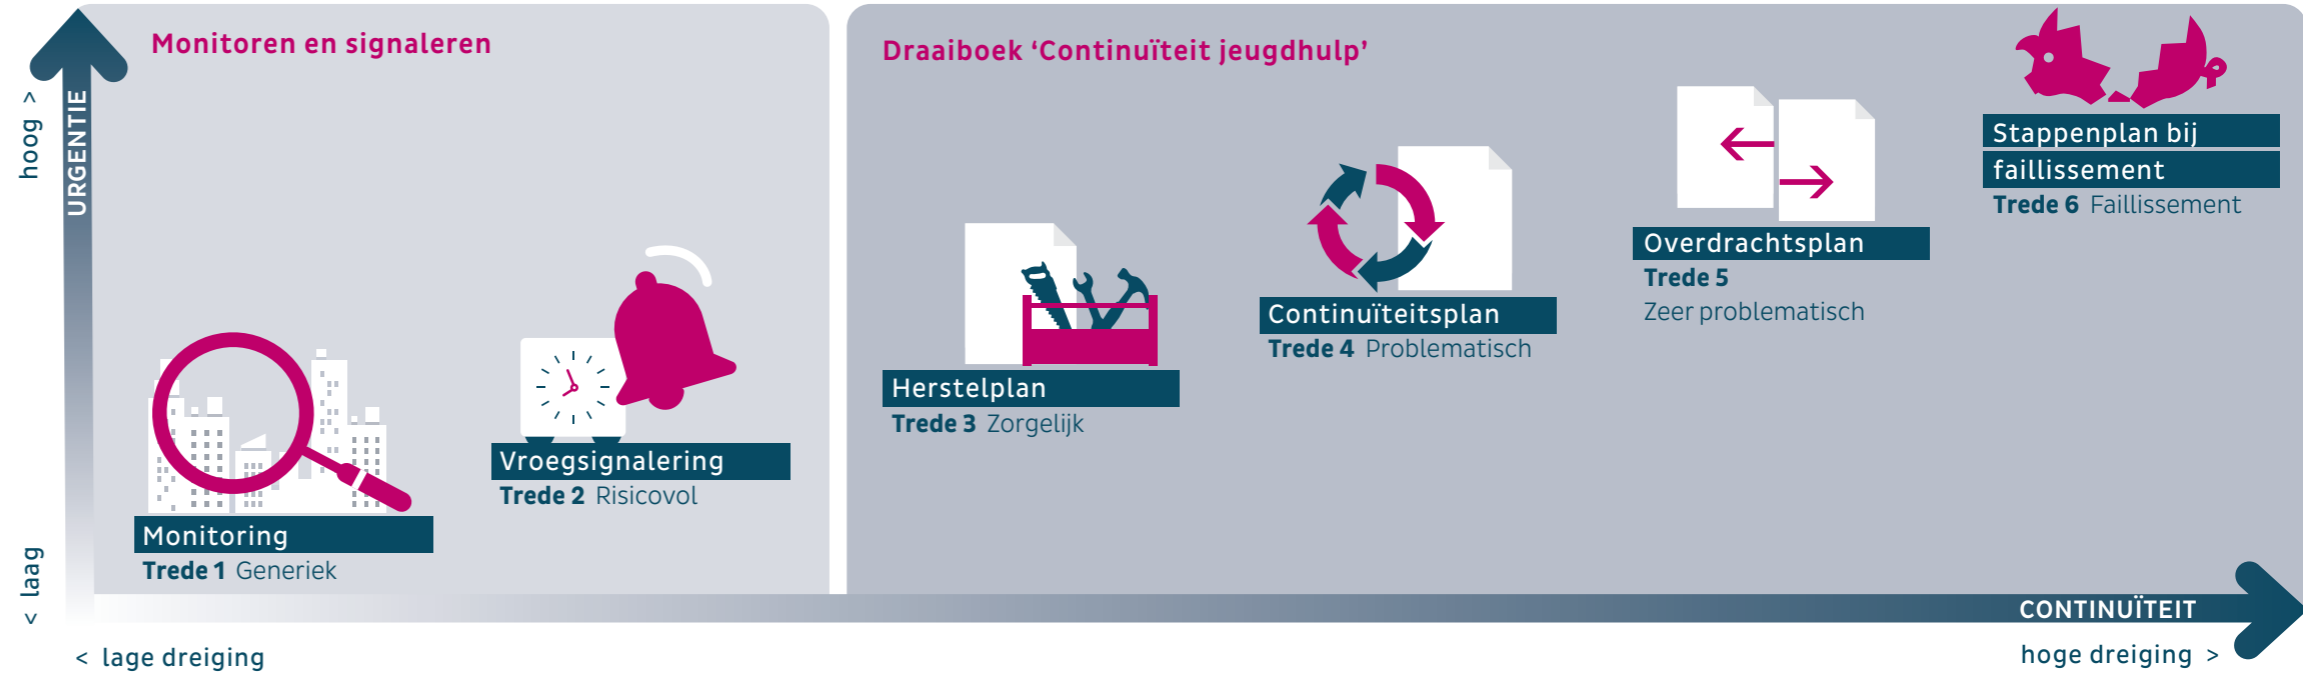 Monitoren en signaleren
Draaiboek ‘Continuïteit jeugdhulp’
hoog >
URGENTIE
< laag
Monitoring
Trede 1 Generiek
Vroegsignalering
Trede 2 Risicovol
Herstelplan
Trede 3 Zorgelijk
Continuïteitsplan
Trede 4 Problematisch
Overdrachtsplan
Trede 5
Zeer problematisch
Stappenplan bij
faillissement
Trede 6 Faillissement
CONTINUÏTEIT
< lage dreiging
hoge dreiging >